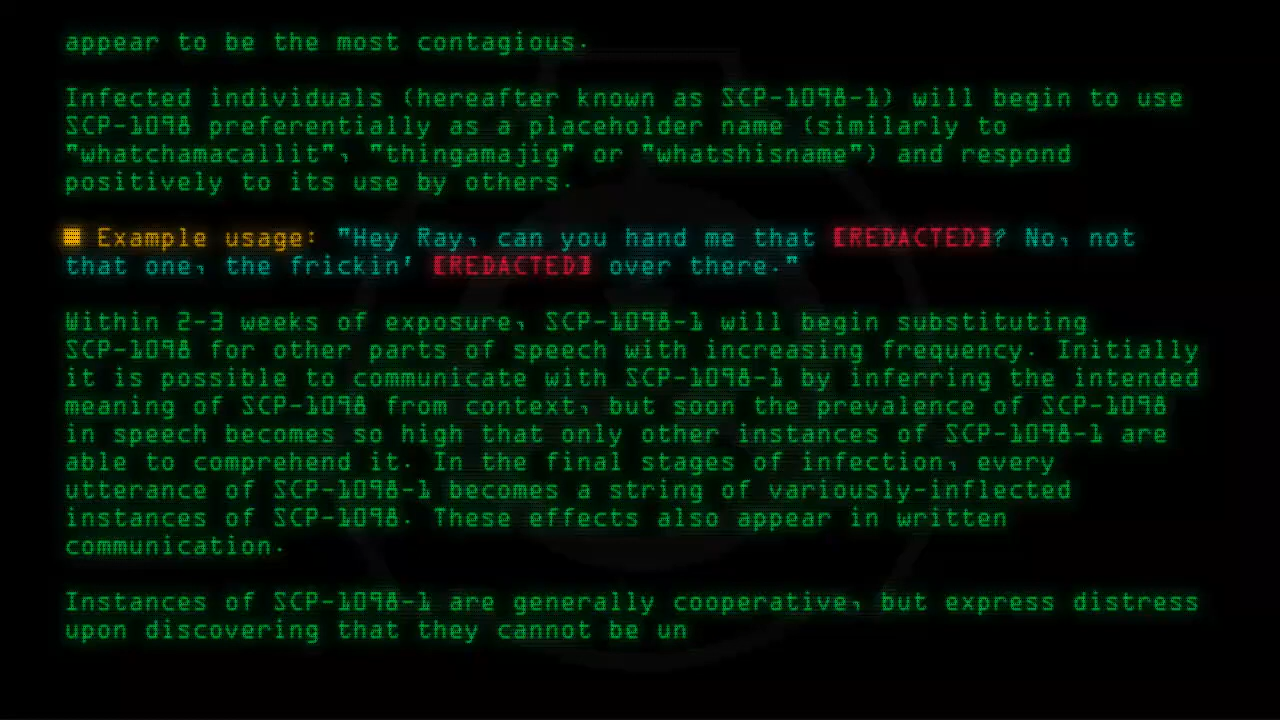 appear to be the most contagious.
Infected individuals (hereafter known as SCP-1098-1) will begin to use
SCP-1098 preferentially as a placeholder name (similarly to
"whatchamacallit", "thingamajig" or "whatshisname") and respond
positively to its use by others.
■ Example usage: "Hey Ray, can you hand me that [REDACTED]? No, not
that one, the frickin' [REDACTED] over there."
Within 2-3 weeks of exposure, SCP-1098-1 will begin substituting
SCP-1098 for other parts of speech with increasing frequency. Initially
it is possible to communicate with SCP-1098-1 by inferring the intended
meaning of SCP-1098 from context, but soon the prevalence of SCP-1098
in speech becomes so high that only other instances of SCP-1098-1 are
able to comprehend it. In the final stages of infection, every
utterance of SCP-1098-1 becomes a string of variously-inflected
instances of SCP-1098. These effects also appear in written
communication.
Instances of SCP-1098-1 are generally cooperative, but express distress
upon discovering that they cannot be un